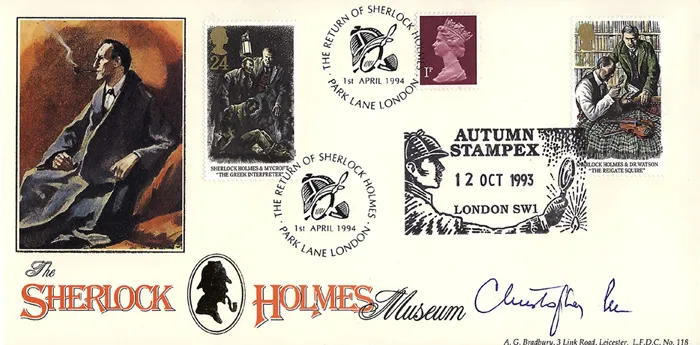 THE RETURN OF SHERLOCK HOLMES
1st APRIL 1994
PARK LANE LONDON
24
SHERLOCK HOLMES & MYCROFT
"THE GREEK INTERPRETER"
1P
SHERLOCK HOLMES & DR. WATSON
"THE REIGATE SQUIRE"
AUTUMN
STAMPEX
12 OCT 1993
LONDON SW1
THE RETURN OF SHERLOCK HOLMES
1st APRIL 1994
PARK LANE LONDON
The
SHERLOCK HOLMES Museum
Christopher Lee
A. G. Bradbury, 3 Link Road, Leicester, L.F.D.C. No. 118